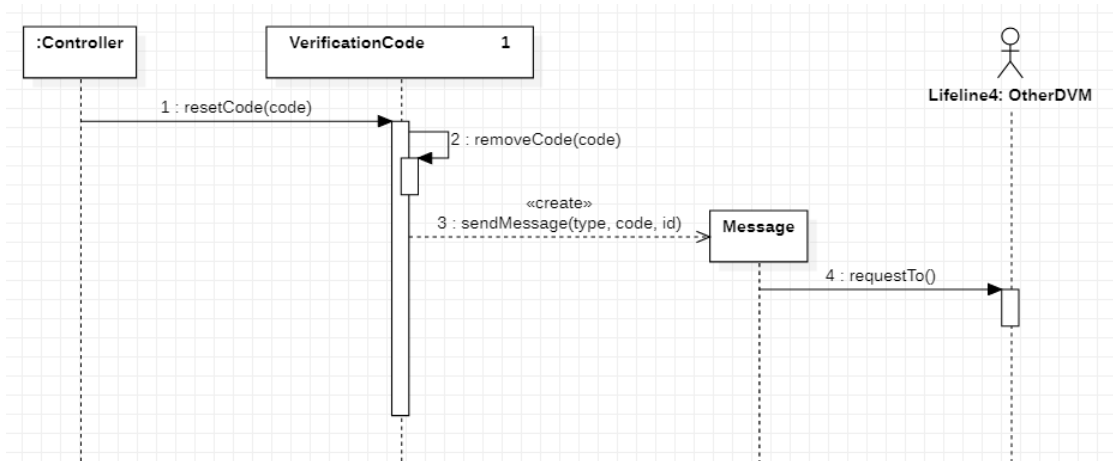 :Controller
VerificationCode 1
Lifeline4: OtherDVM
1 : resetCode(code)
2 : removeCode(code)
«create»
3 : sendMessage(type, code, id)
Message
4 : requestTo()